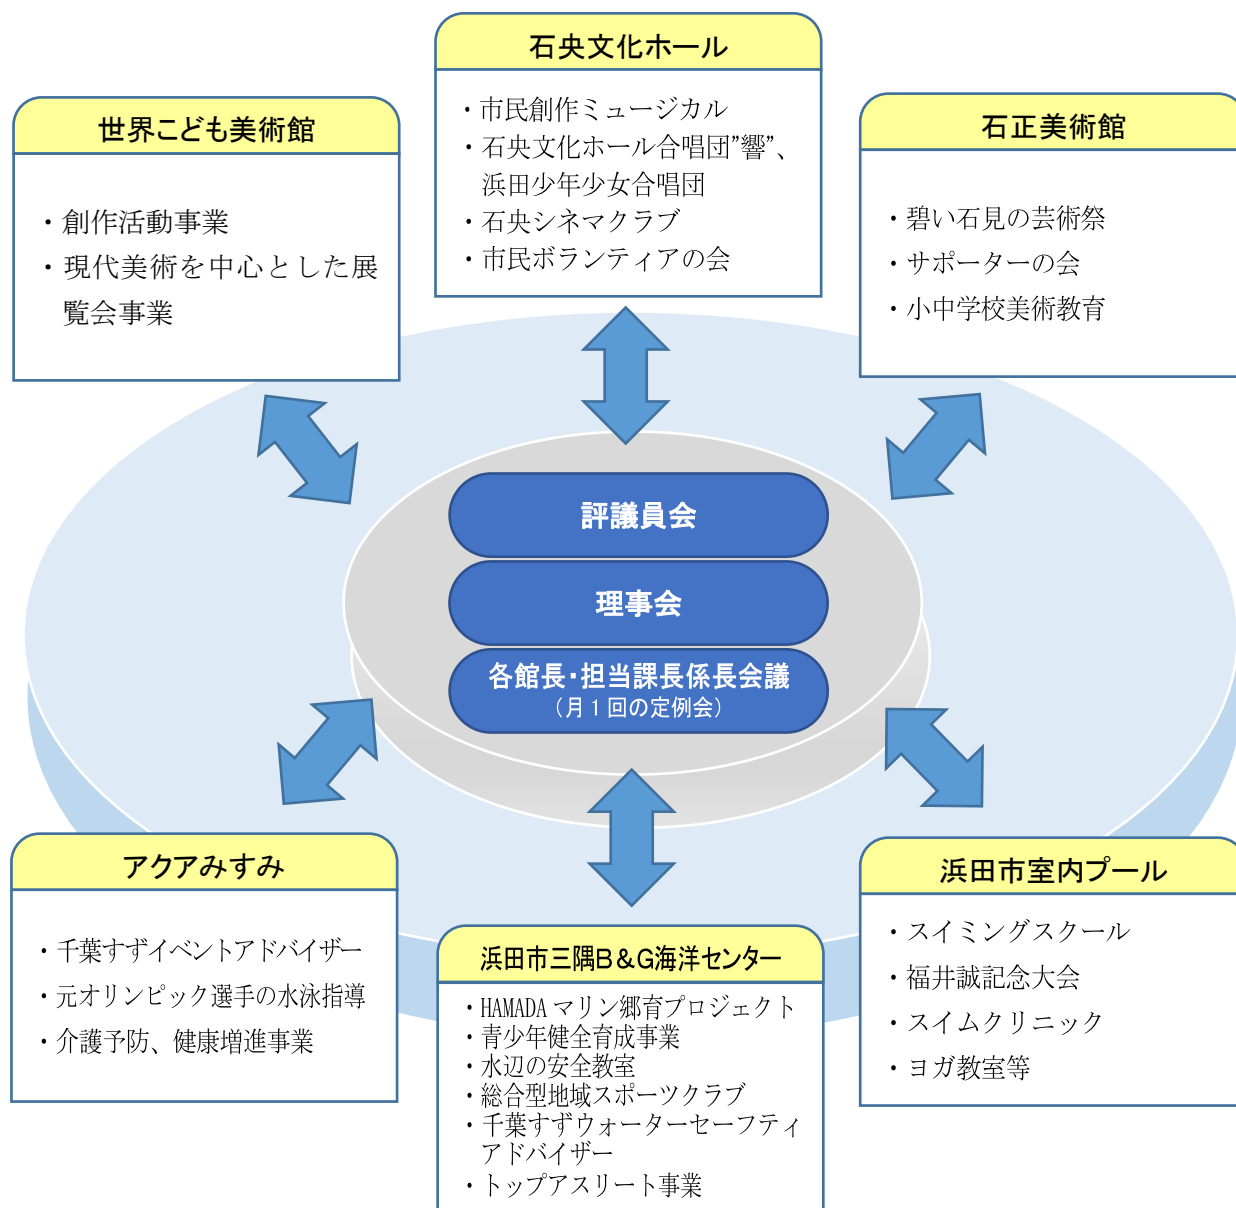 石央文化ホール
・市民創作ミュージカル
・石央文化ホール合唱団”響”、
浜田少年少女合唱団
・石央シネマクラブ
・市民ボランティアの会
世界こども美術館
・創作活動事業
・現代美術を中心とした展
覧会事業
石正美術館
・碧い石見の芸術祭
・サポーターの会
・小中学校美術教育
評議員会
理事会
各館長・担当課長係長会議
（月１回の定例会）
アクアみすみ
・千葉すずイベントアドバイザー
・元オリンピック選手の水泳指導
・介護予防、健康増進事業
浜田市三隅B&G海洋センター
・HAMADA マリン郷育プロジェクト
・青少年健全育成事業
・水辺の安全教室
・総合型地域スポーツクラブ
・千葉すずウォーターセーフティ
アドバイザー
・トップアスリート事業
浜田市室内プール
・スイミングスクール
・福井誠記念大会
・スイムクリニック
・ヨガ教室等